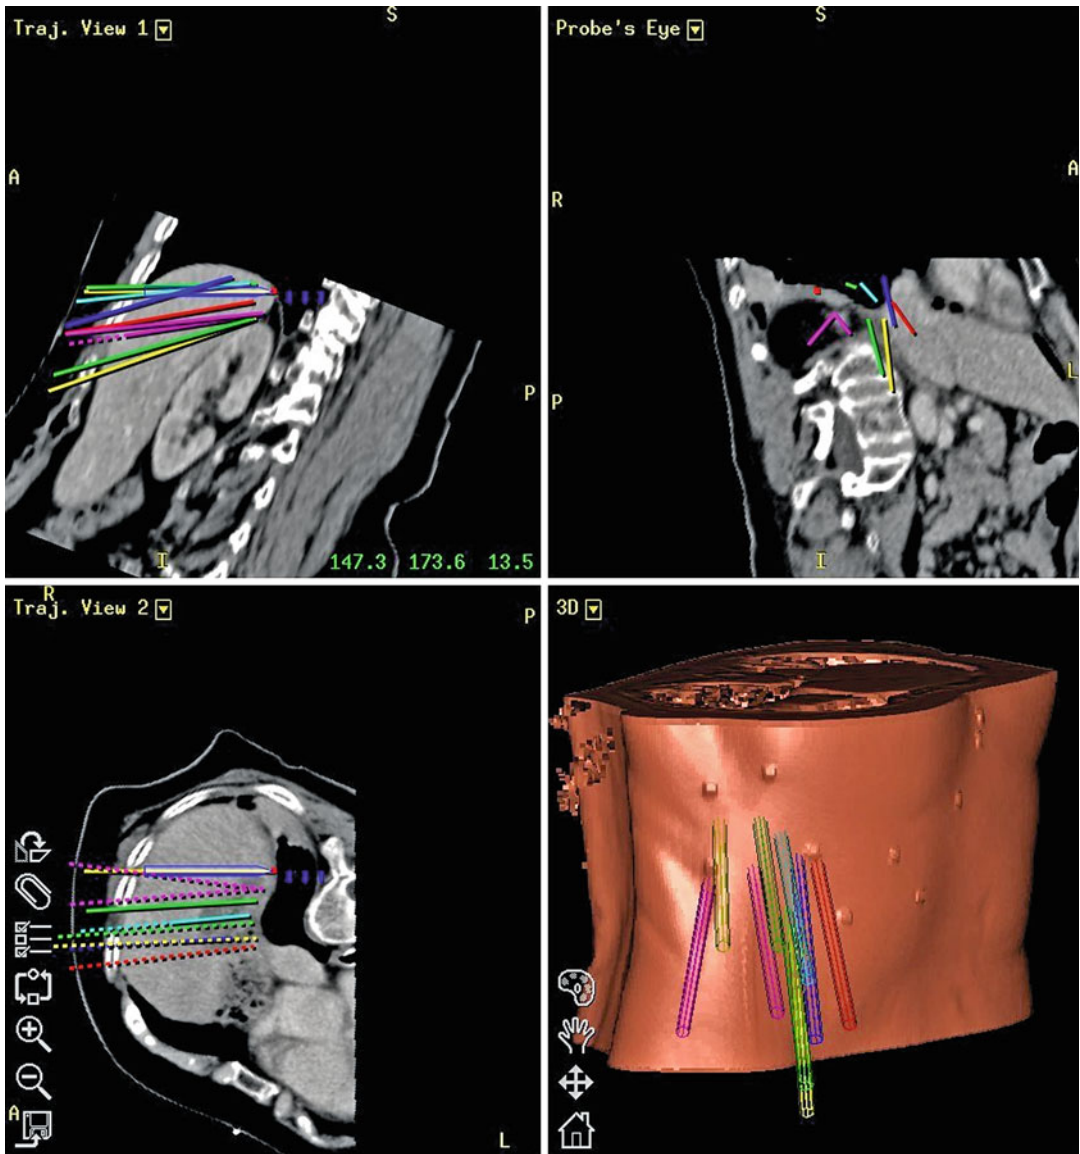 Traj. View 1
S
A
P
I
147.3 173.6 13.5
Probe's Eye
S
A
R
L
P
I
Traj. View 2
R
P
A
L
3D